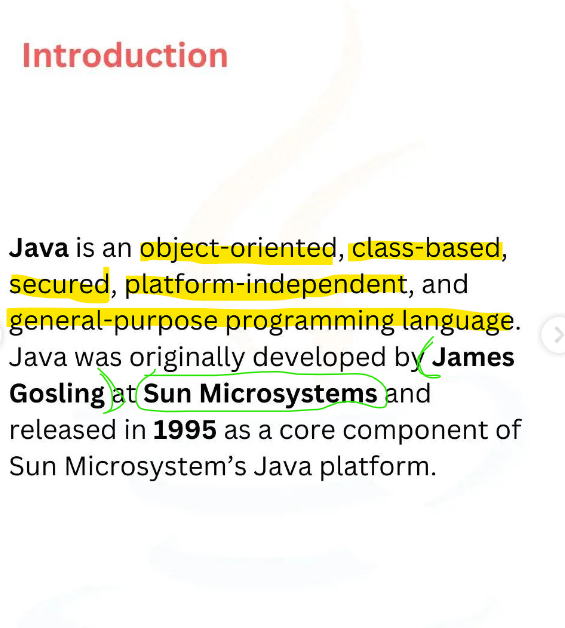 Introduction
Java is an object-oriented, class-based,
secured, platform-independent, and
general-purpose programming language.
Java was originally developed by James
Gosling at Sun Microsystems and
released in 1995 as a core component of
Sun Microsystem’s Java platform.